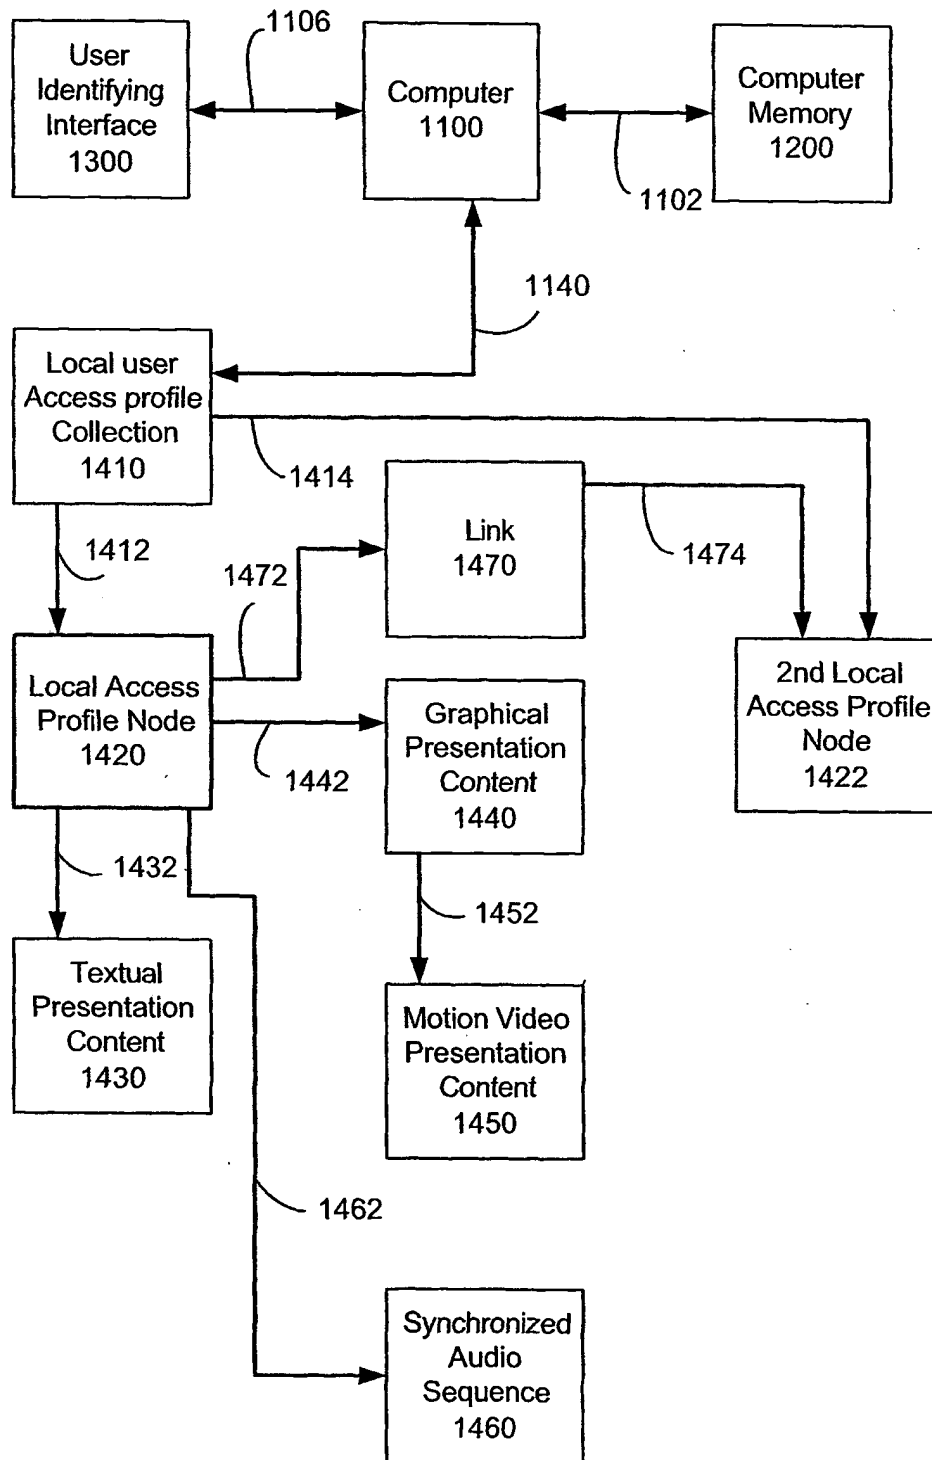 1106
User
Identifying
Interface
1300
Computer
1100
Computer
Memory
1200
1102
1140
Local user
Access profile
Collection
1410
1414
1412
1472
Link
1470
1474
Local Access
Profile Node
1420
1442
Graphical
Presentation
Content
1440
2nd Local
Access Profile
Node
1422
1432
1452
Textual
Presentation
Content
1430
Motion Video
Presentation
Content
1450
1462
Synchronized
Audio
Sequence
1460